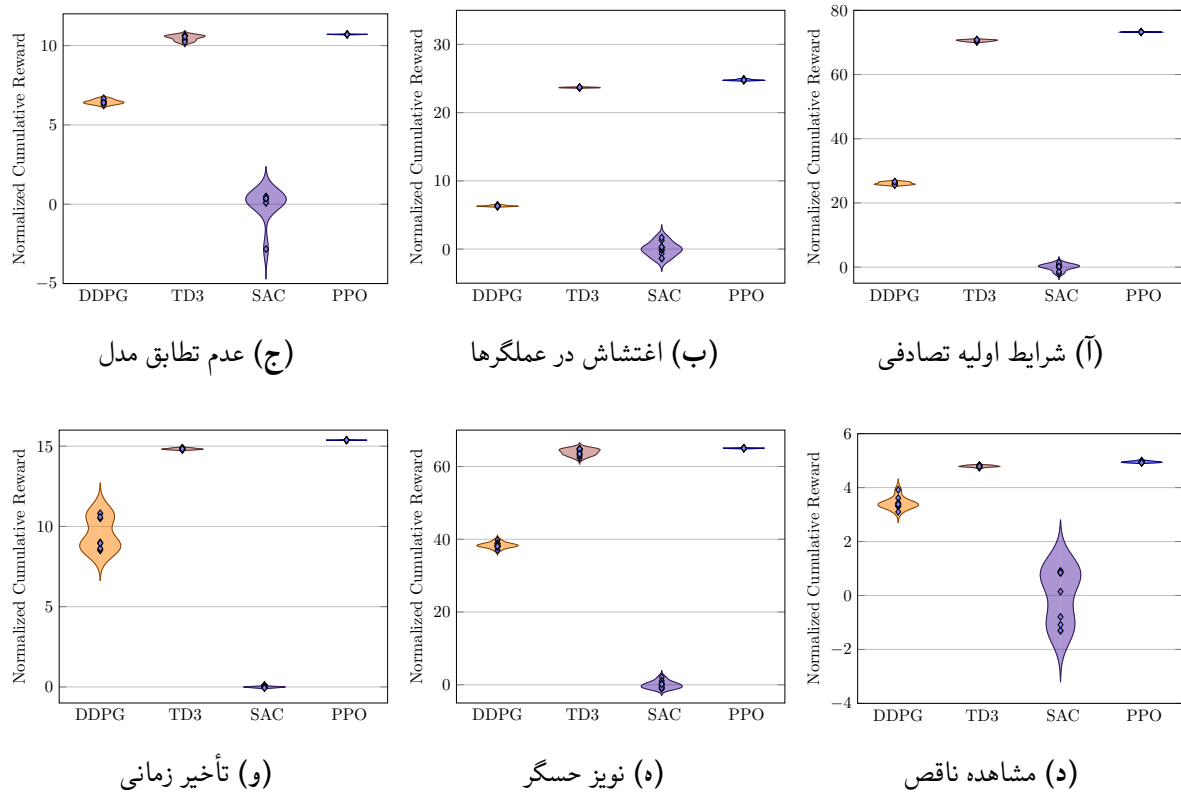 Normalized Cumulative Reward
10
5
0
−5
DDPG TD3 SAC PPO
(ج) عدم تطابق مدل
Normalized Cumulative Reward
30
20
10
0
DDPG TD3 SAC PPO
(ب) اغتشاش در عملگرها
Normalized Cumulative Reward
80
60
40
20
0
DDPG TD3 SAC PPO
(آ) شرایط اولیه تصادفی
Normalized Cumulative Reward
15
10
5
0
DDPG TD3 SAC PPO
(و) تأخیر زمانی
Normalized Cumulative Reward
60
40
20
0
DDPG TD3 SAC PPO
(ه) نویز حسگر
Normalized Cumulative Reward
6
4
2
0
−2
−4
DDPG TD3 SAC PPO
(د) مشاهده ناقص